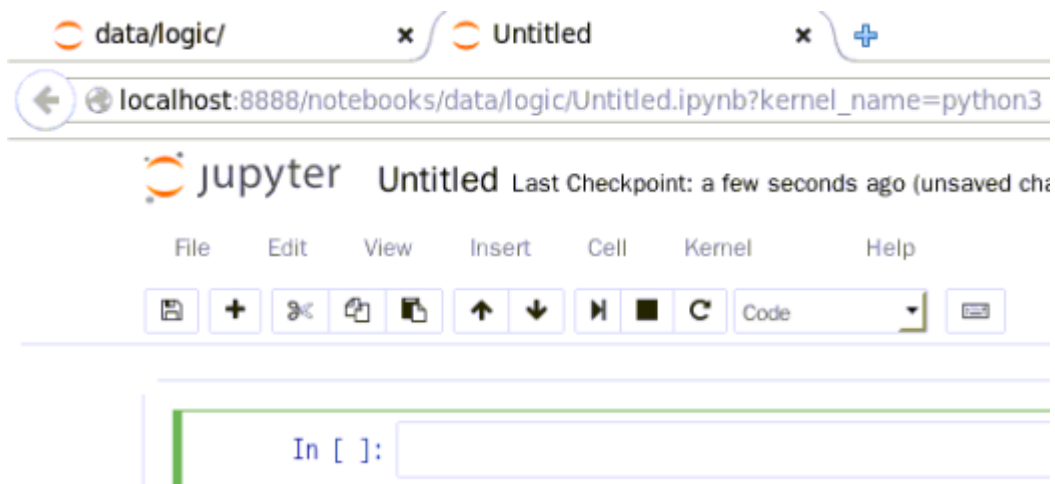 data/logic/ Untitled
localhost:8888/notebooks/data/logic/Untitled.ipynb?kernel_name=python3
jupyter Untitled Last Checkpoint: a few seconds ago (unsaved cha
File Edit View Insert Cell Kernel Help
Code
In [ ]: